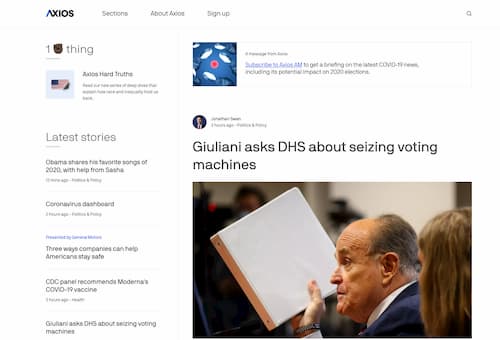 AXIOS
Sections
About Axios
Sign up
1 thing
Axios Hard Truths
Read our new series of deep dives that
explain how race and inequality hold us
back.
Latest stories
Obama shares his favorite songs of
2020, with help from Sasha
13 mins ago - Politics & Policy
Coronavirus dashboard
2 hours ago - Politics & Policy
Presented by General Motors
Three ways companies can help
Americans stay safe
CDC panel recommends Moderna's
COVID-19 vaccine
3 hours ago - Health
Giuliani asks DHS about seizing voting
machines
A message from Axios
Subscribe to Axios AM to get a briefing on the latest COVID-19 news,
including its potential impact on 2020 elections.
Jonathan Swan
3 hours ago - Politics & Policy
Giuliani asks DHS about seizing voting
machines